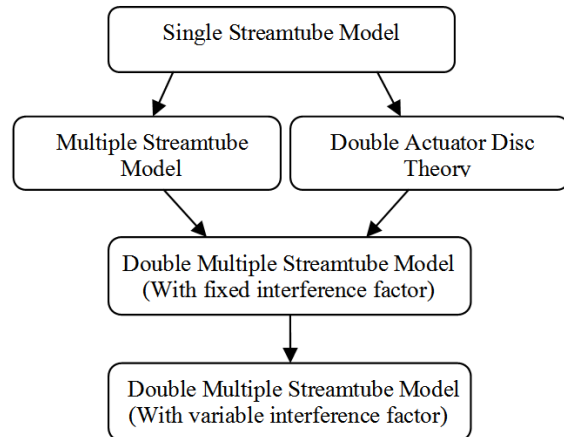 Single Streamtube Model
Multiple Streamtube
Model
Double Actuator Disc
Theory
Double Multiple Streamtube Model
(With fixed interference factor)
Double Multiple Streamtube Model
(With variable interference factor)